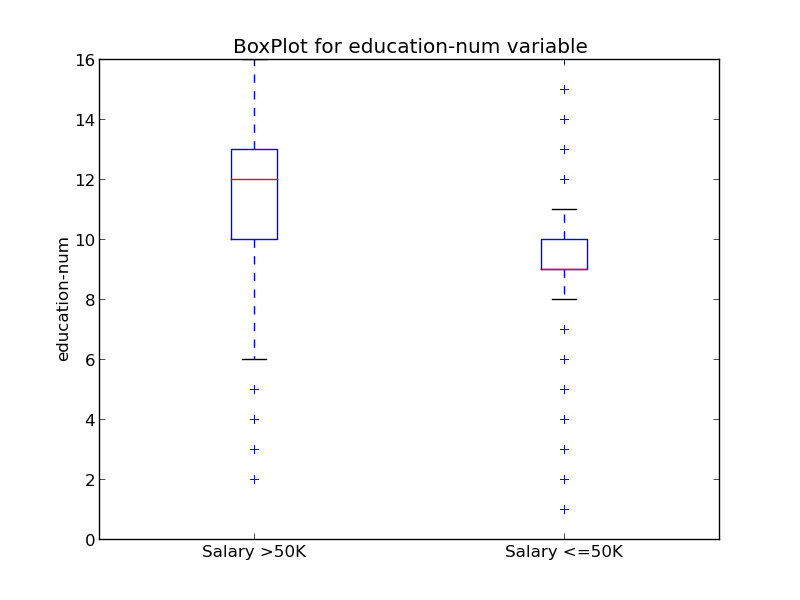 BoxPlot for education-num variable
16
14
12
10
8
6
4
2
0
education-num
Salary >50K
Salary <=50K